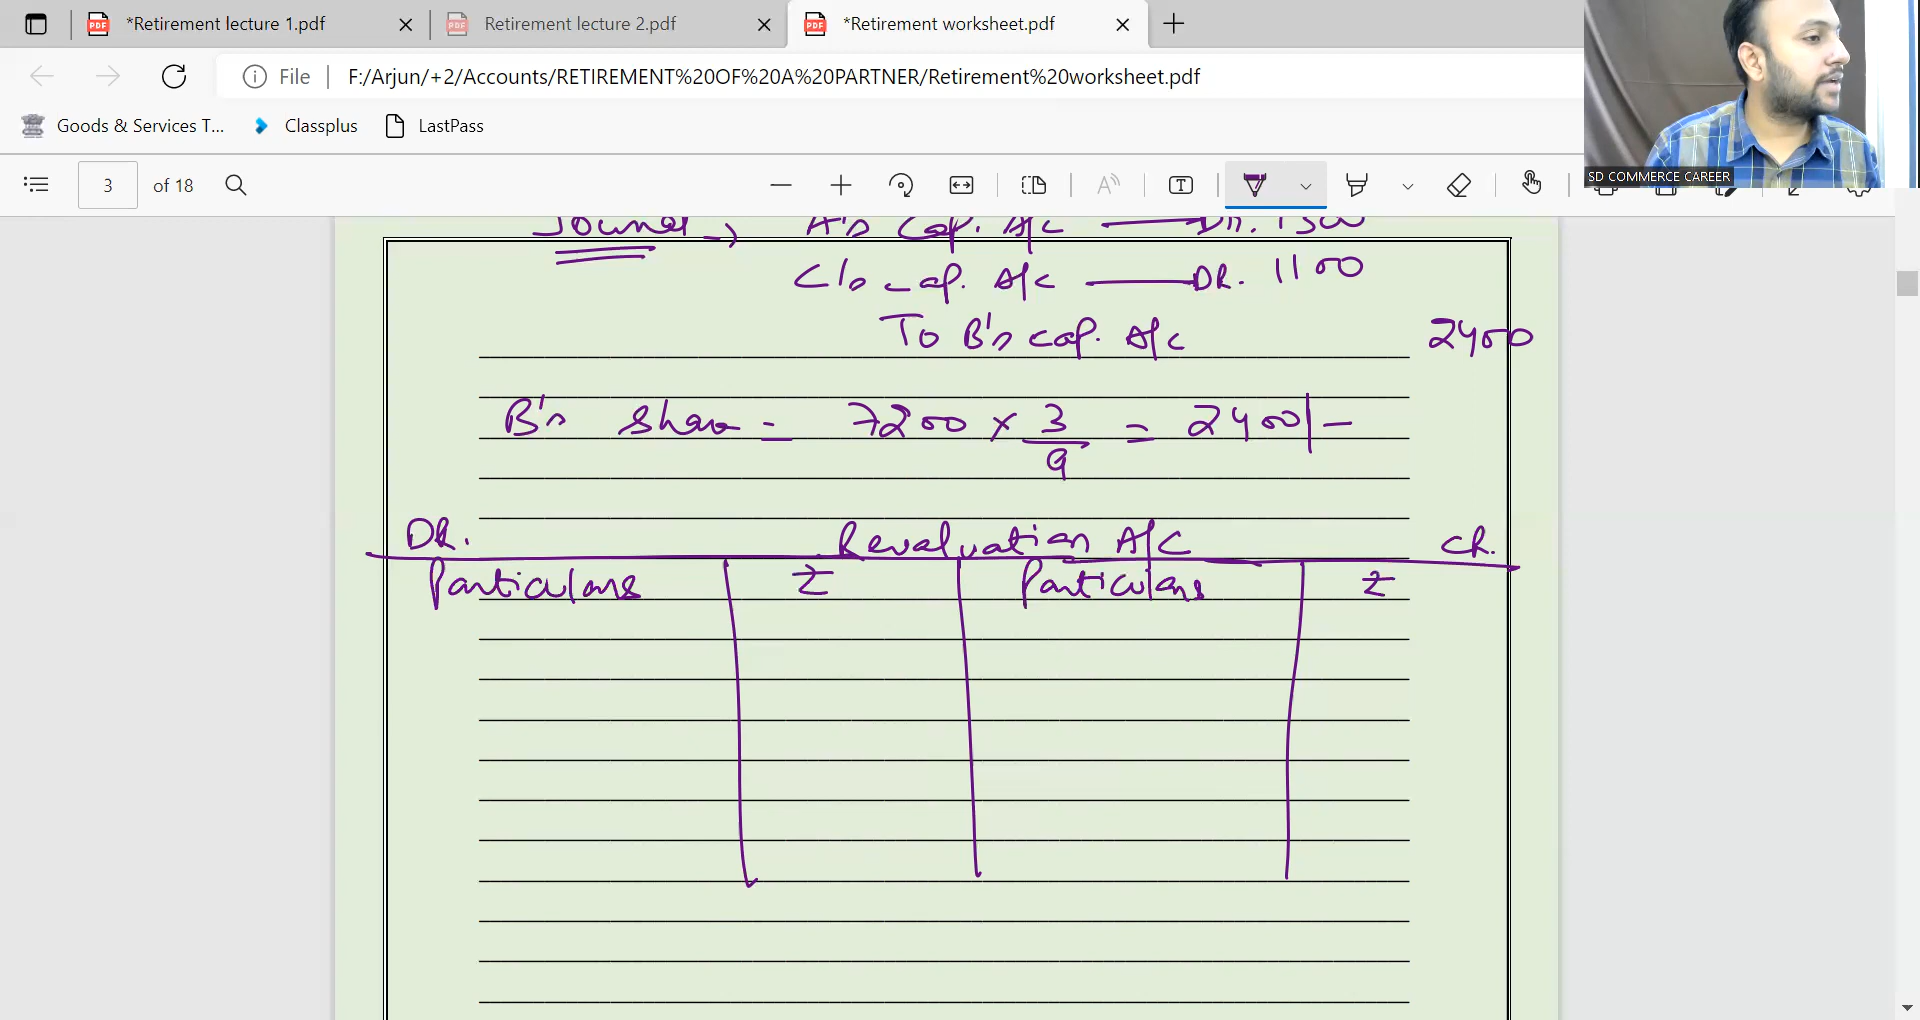 *Retirement lecture 1.pdf
Retirement lecture 2.pdf
*Retirement worksheet.pdf
File
F:/Arjun/+2/Accounts/RETIREMENT%20OF%20A%20PARTNER/Retirement%20worksheet.pdf
Goods & Services T...
Classplus
LastPass
3
of 18
SD COMMERCE CAREER
Journal → A's Cap. A/c — DR. 1300
C's cap. A/c — DR. 1100
To B's cap. A/c 2400
B's share = 7200 × 3/9 = 2400/-
DR. Revaluation A/C CR.
Particulars ₹ Particulars ₹